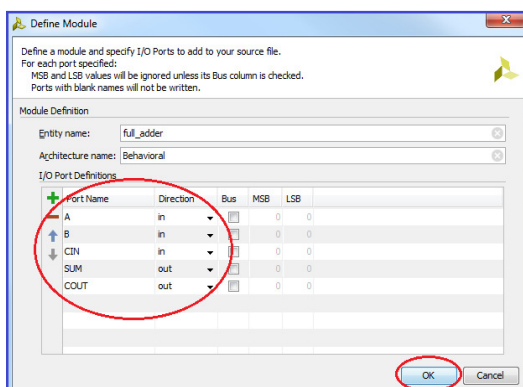 Define Module
Define a module and specify I/O Ports to add to your source file.
For each port specified:
MSB and LSB values will be ignored unless its Bus column is checked.
Ports with blank names will not be written.
Module Definition
Entity name: full_adder
Architecture name: Behavioral
I/O Port Definitions
Port Name Direction Bus MSB LSB
A in 0 0
B in 0 0
CIN in 0 0
SUM out 0 0
COUT out 0 0
OK Cancel